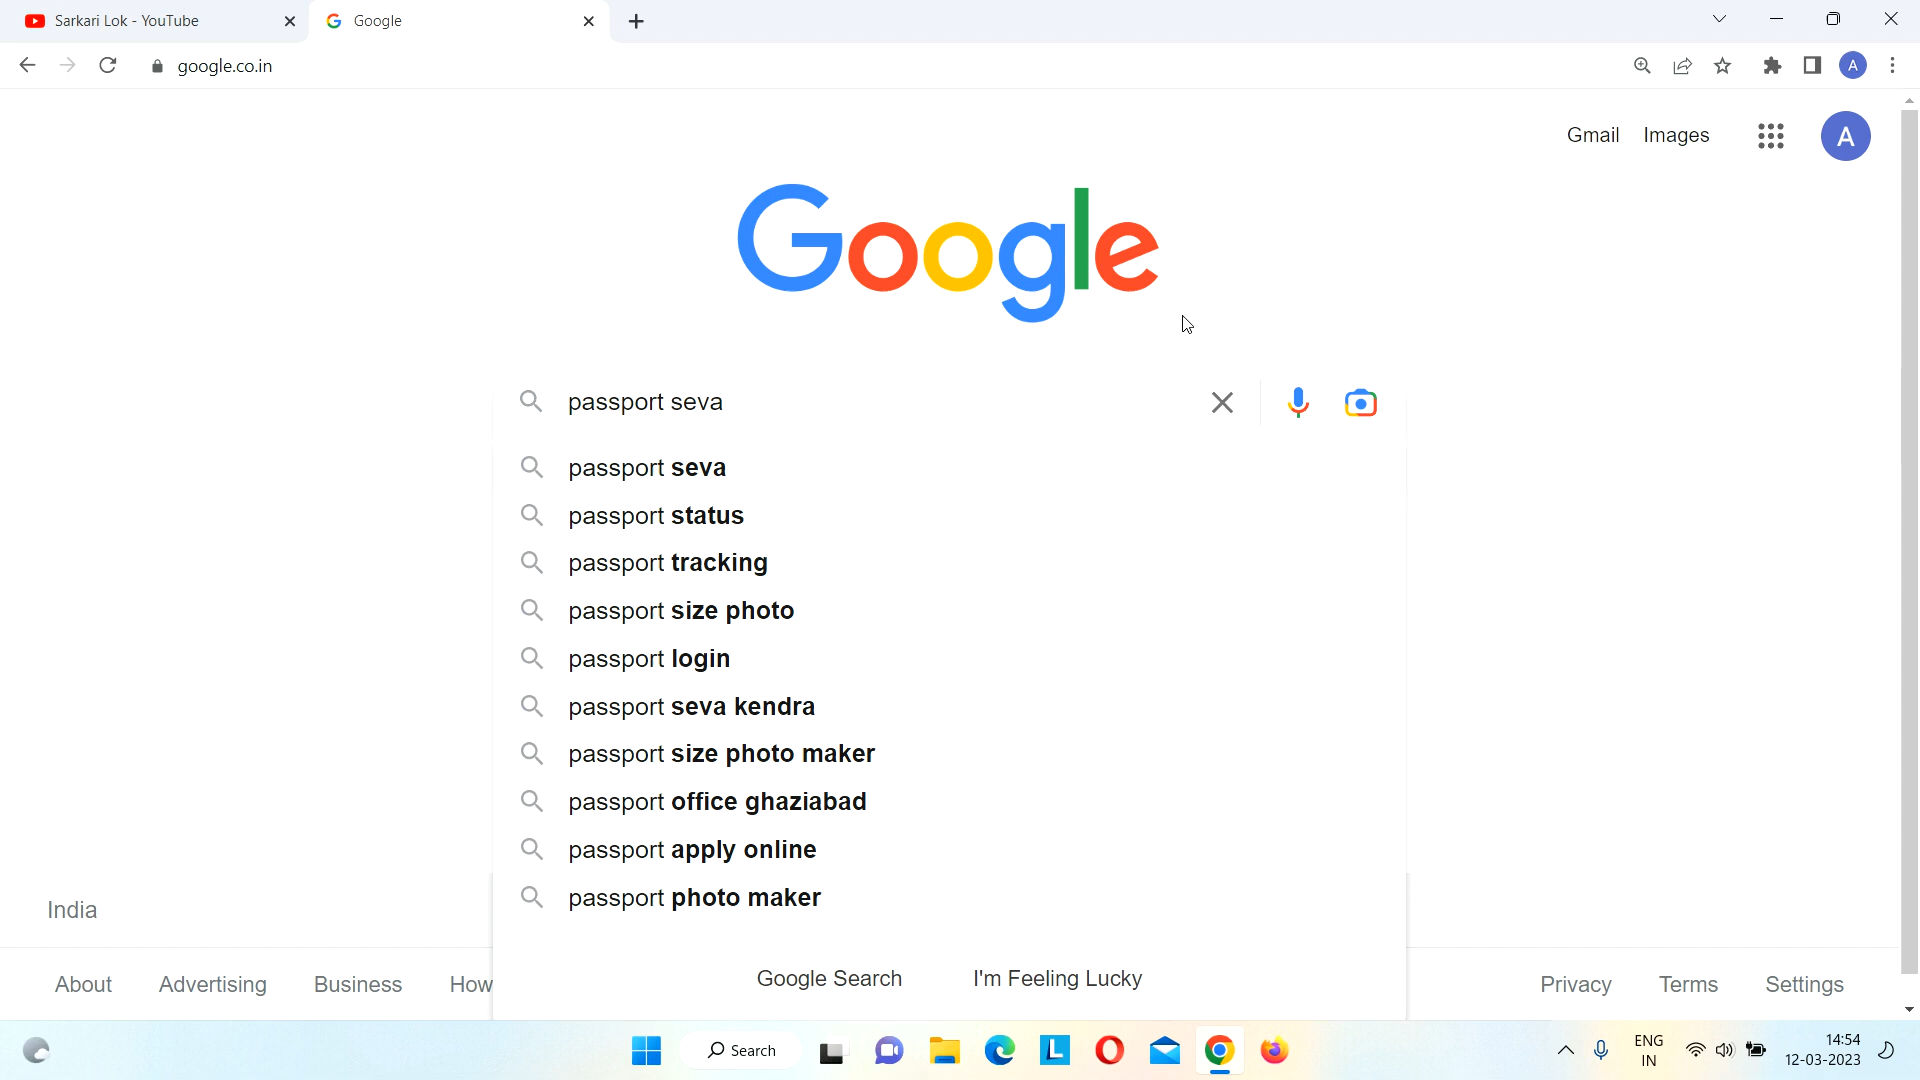 Sarkari Lok - YouTube
Google
google.co.in
A
Gmail Images
A
Google
passport seva
passport seva
passport status
passport tracking
passport size photo
passport login
passport seva kendra
passport size photo maker
passport office ghaziabad
passport apply online
passport photo maker
Google Search I'm Feeling Lucky
India
About Advertising Business How
Privacy Terms Settings
Search
ENG
IN
14:54
12-03-2023